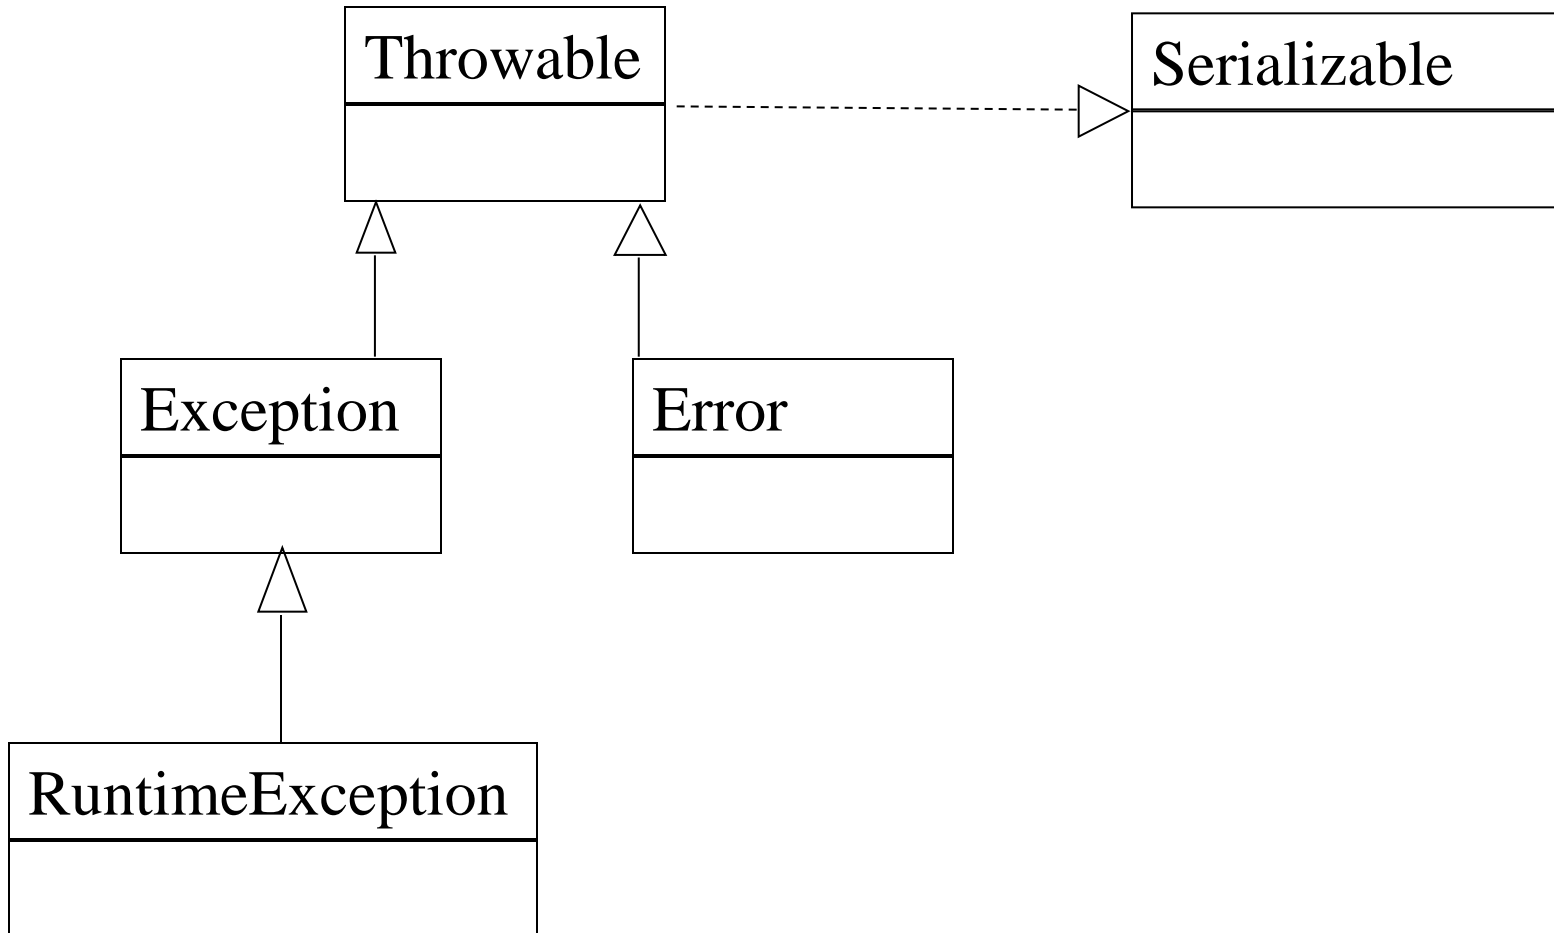 Throwable
Serializable
Exception
Error
RuntimeException